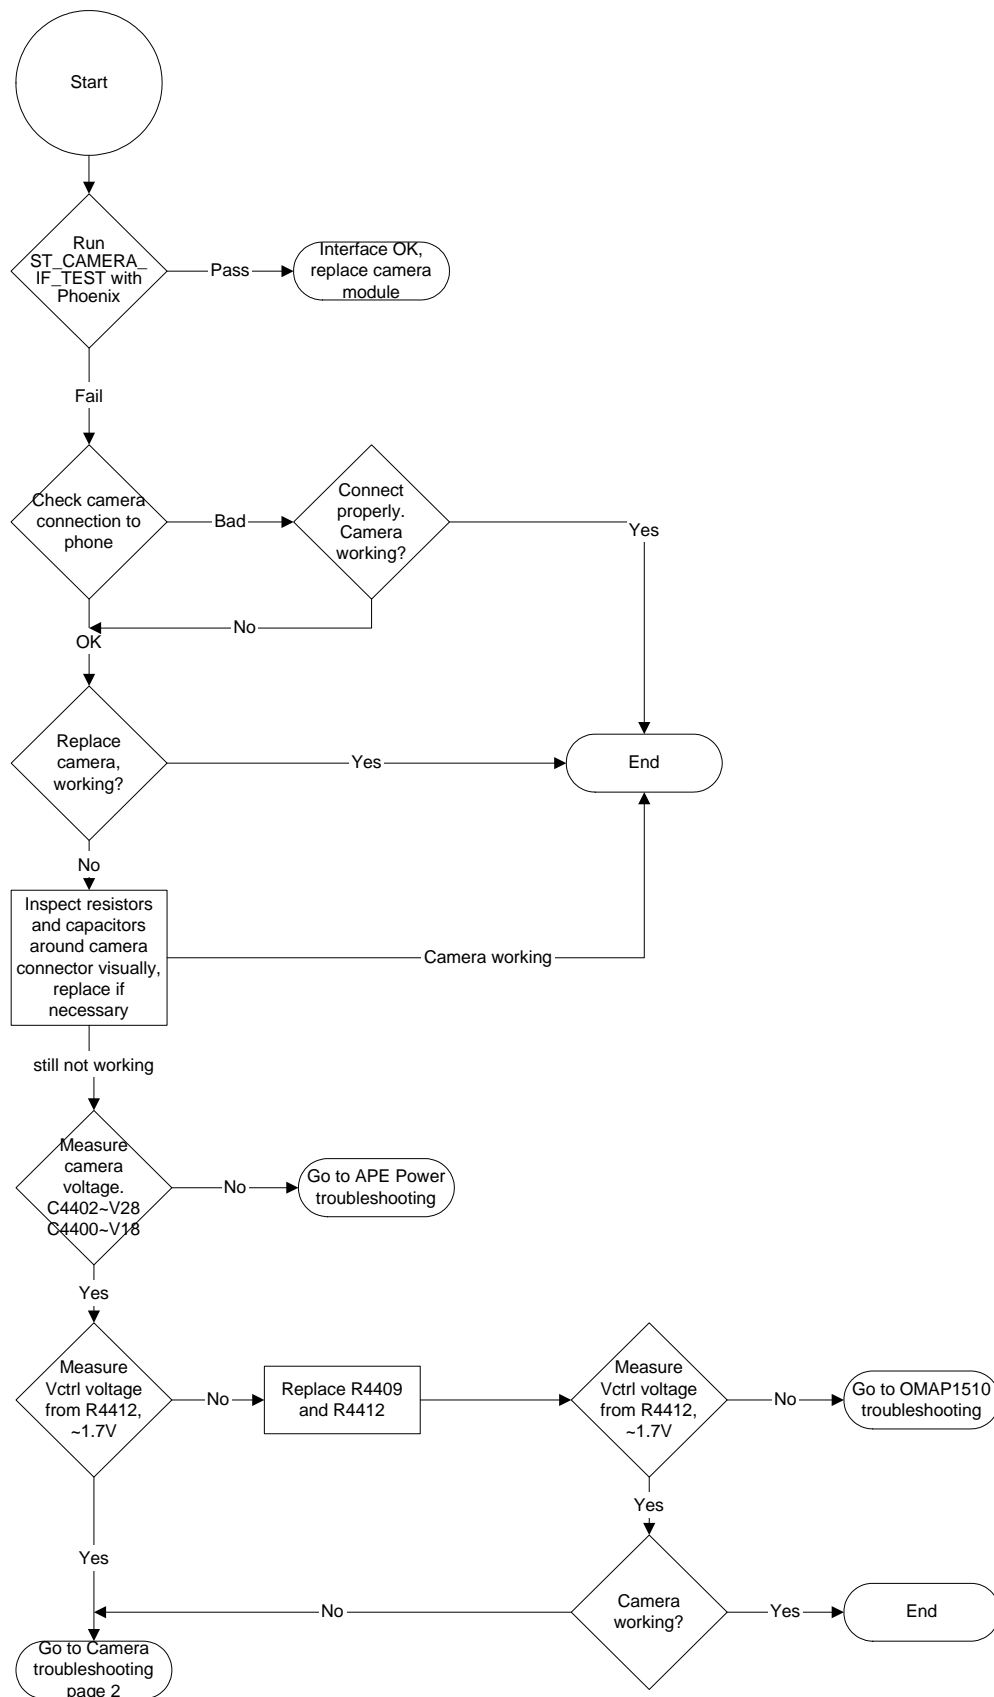 Start
Run
ST_CAMERA_
IF_TEST with
Phoenix
Pass
Interface OK,
replace camera
module
Fail
Check camera
connection to
phone
Bad
Connect
properly.
Camera
working?
Yes
No
OK
Replace
camera,
working?
Yes
End
No
Inspect resistors
and capacitors
around camera
connector visually,
replace if
necessary
Camera working
still not working
Measure
camera
voltage.
C4402~V28
C4400~V18
No
Go to APE Power
troubleshooting
Yes
Measure
Vctrl voltage
from R4412,
~1.7V
No
Replace R4409
and R4412
Measure
Vctrl voltage
from R4412,
~1.7V
No
Go to OMAP1510
troubleshooting
Yes
Yes
Camera
working?
No
Yes
End
Go to Camera
troubleshooting
page 2